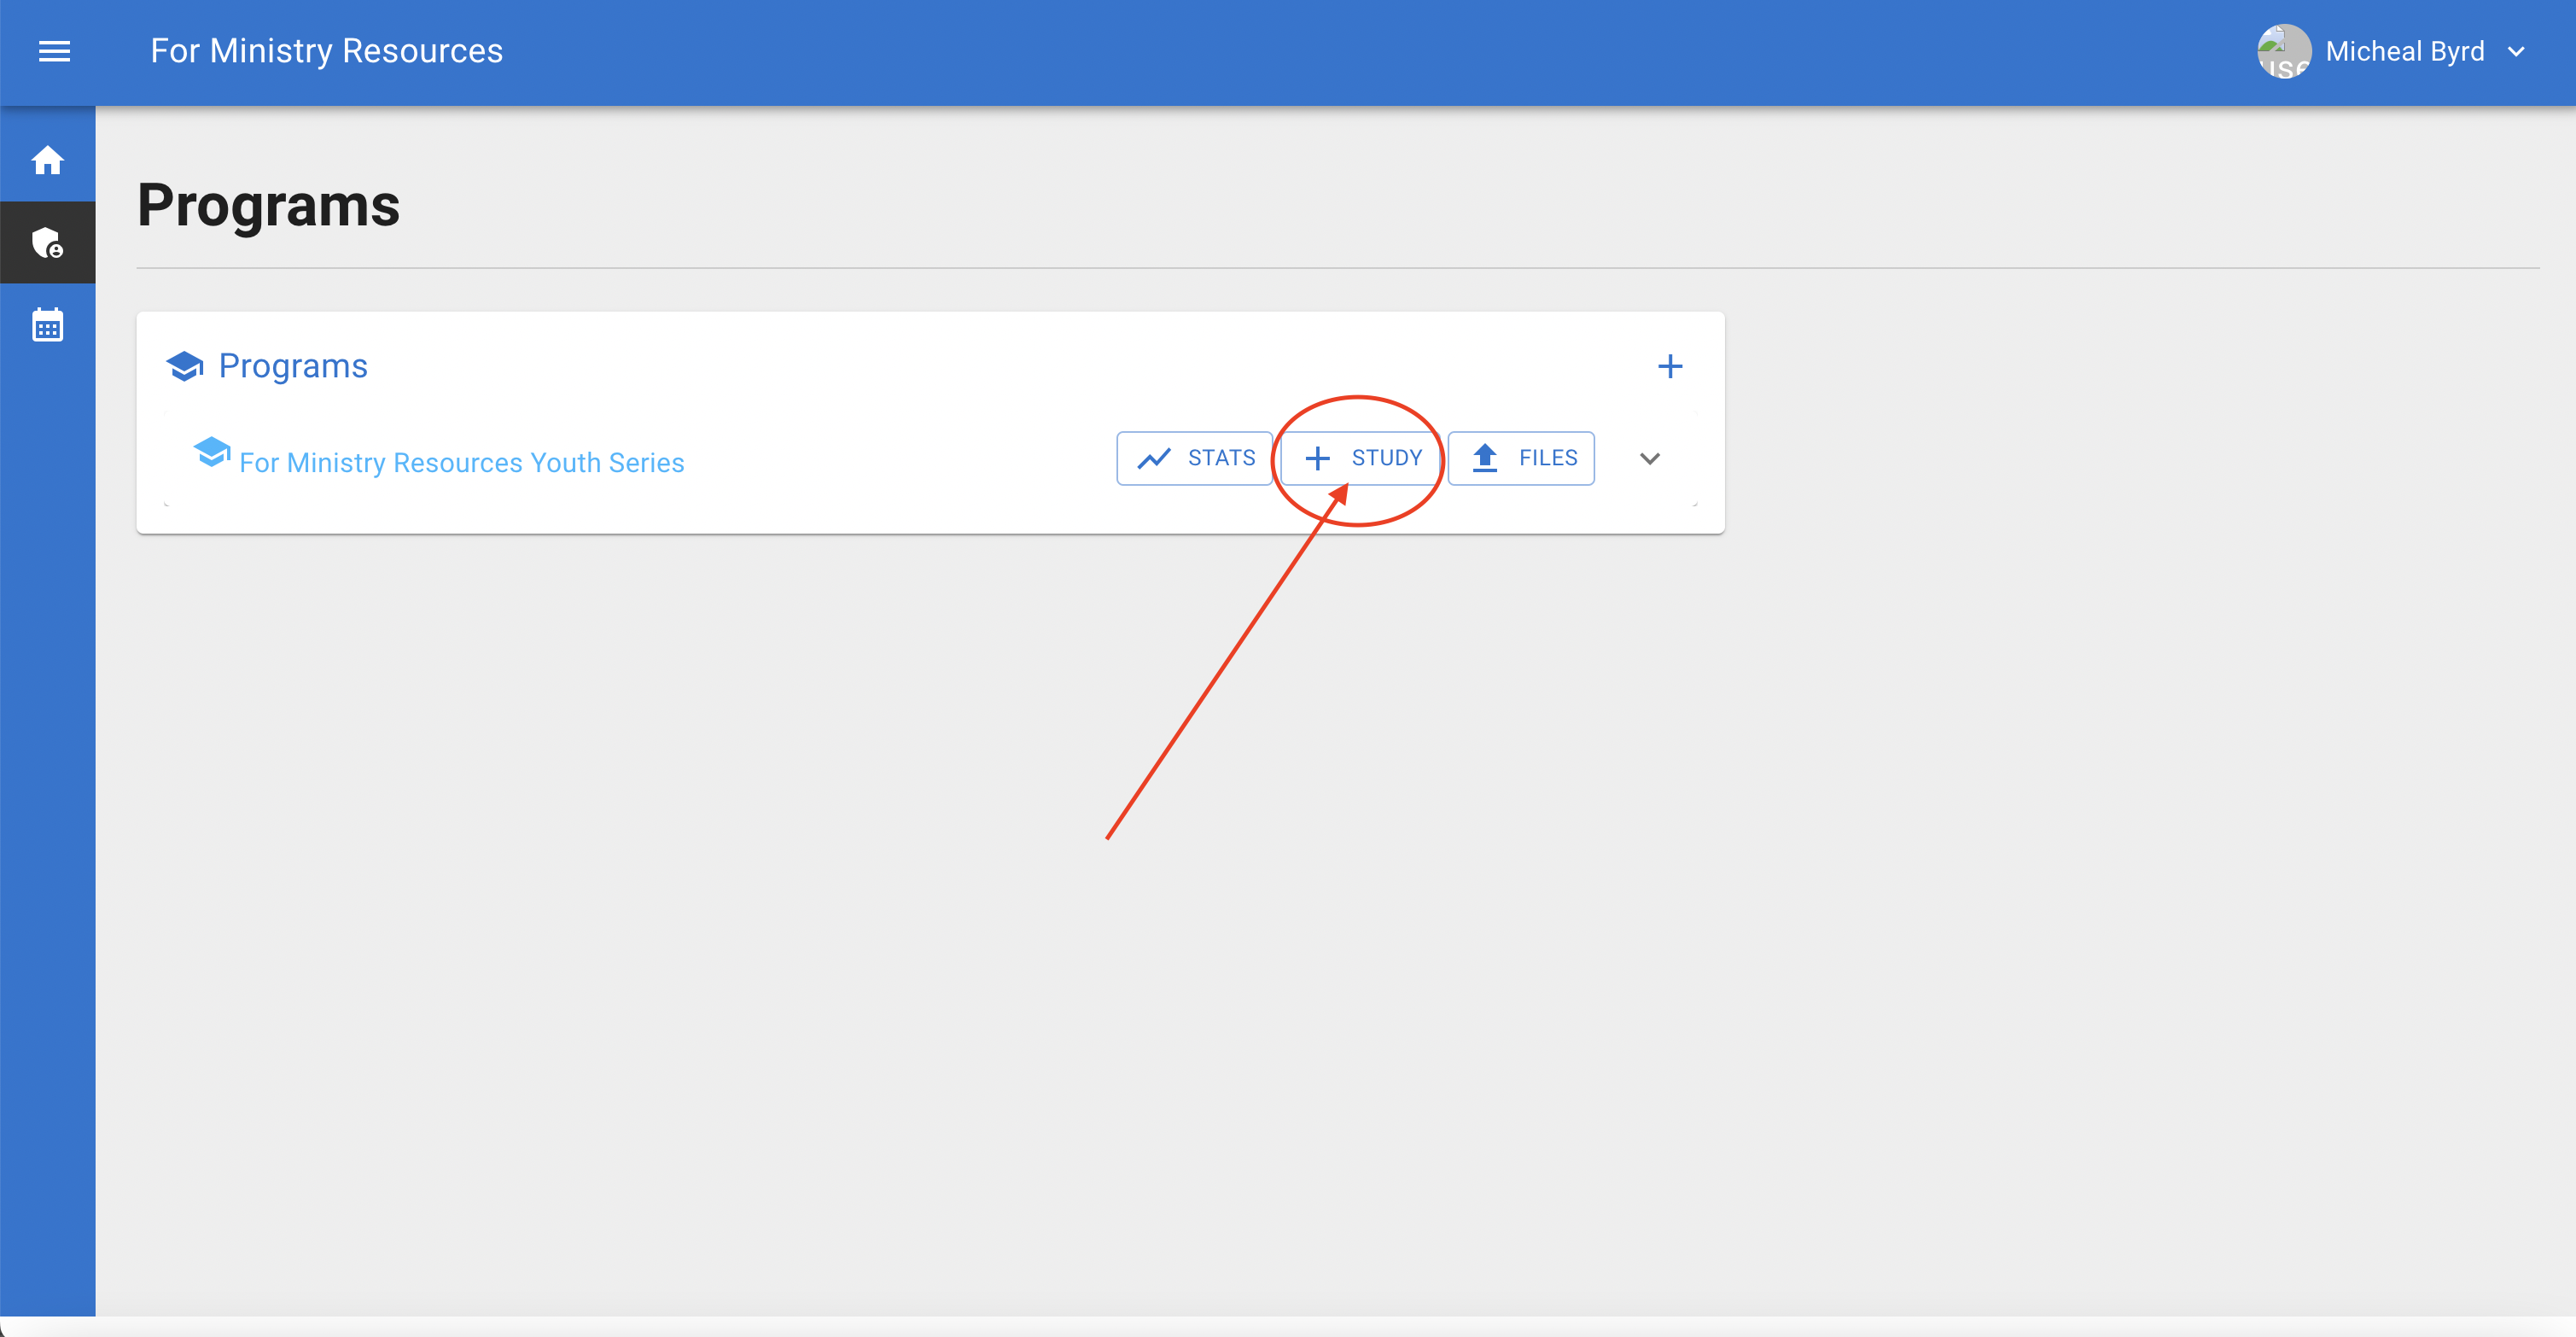 For Ministry Resources
Micheal Byrd
Programs
Programs
For Ministry Resources Youth Series
STATS
STUDY
FILES